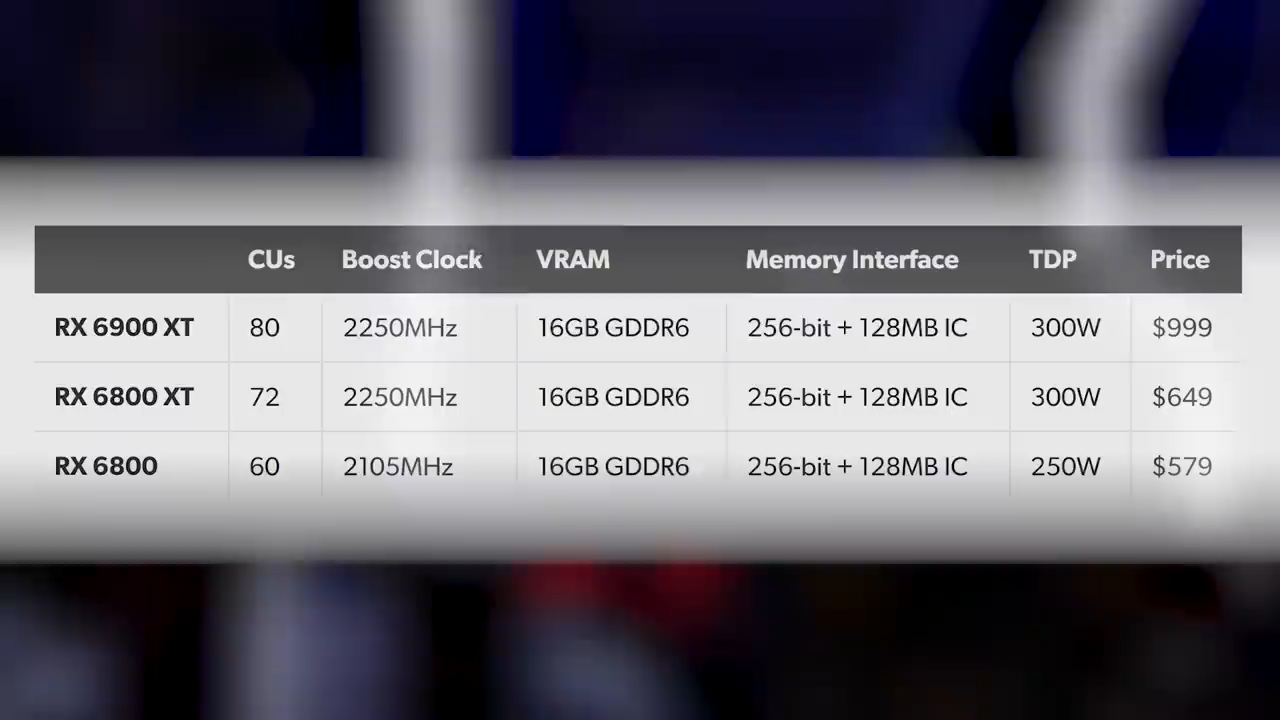 CUs Boost Clock VRAM Memory Interface TDP Price
RX 6900 XT 80 2250MHz 16GB GDDR6 256-bit + 128MB IC 300W $999
RX 6800 XT 72 2250MHz 16GB GDDR6 256-bit + 128MB IC 300W $649
RX 6800 60 2105MHz 16GB GDDR6 256-bit + 128MB IC 250W $579